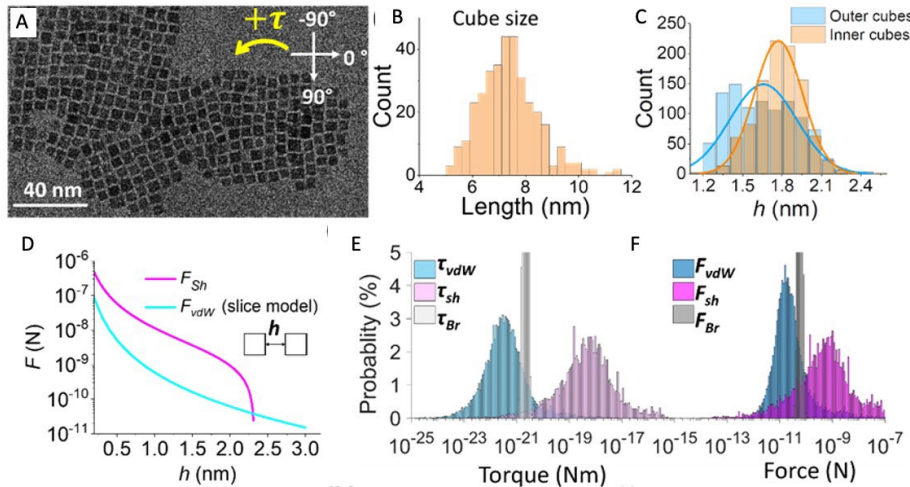 A
+τ
-90°
0 °
90°
40 nm
B
Cube size
Count
40
20
0
4 6 8 10 12
Length (nm)
C
Outer cubes
Inner cubes
Count
250
200
150
100
50
0
1.2 1.5 1.8 2.1 2.4
h (nm)
D
F (N)
10-6
10-7
10-8
10-9
10-10
10-11
FSh
FvdW (slice model)
h
0.5 1.0 1.5 2.0 2.5 3.0
h (nm)
E
Probablity (%)
5
4
3
2
1
0
τvdW
τsh
τBr
10-25 10-23 10-21 10-19 10-17 10-15
Torque (Nm)
F
FvdW
Fsh
FBr
10-13 10-11 10-9 10-7
Force (N)